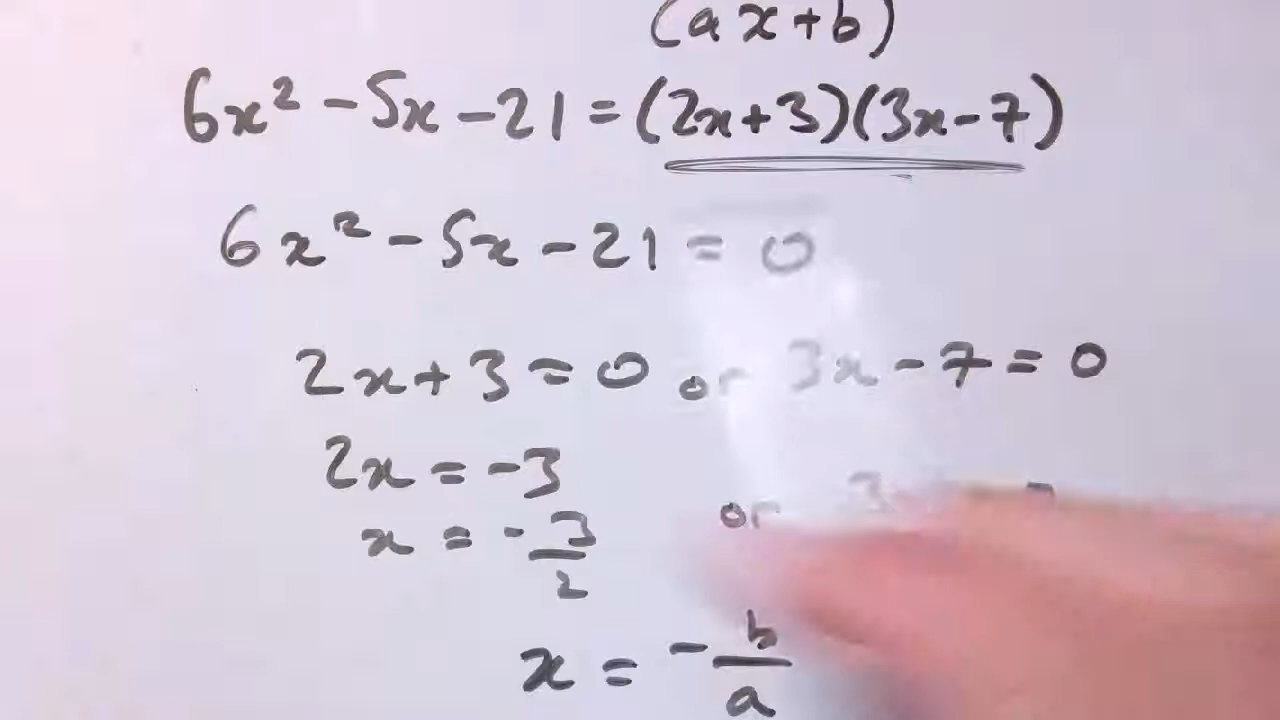 (ax+b)
6x² - 5x - 21 = (2x+3)(3x-7)
6x² - 5x - 21 = 0
2x+3 = 0 or 3x - 7 = 0
2x = -3
or 3
x = -3/2
x = -b/a